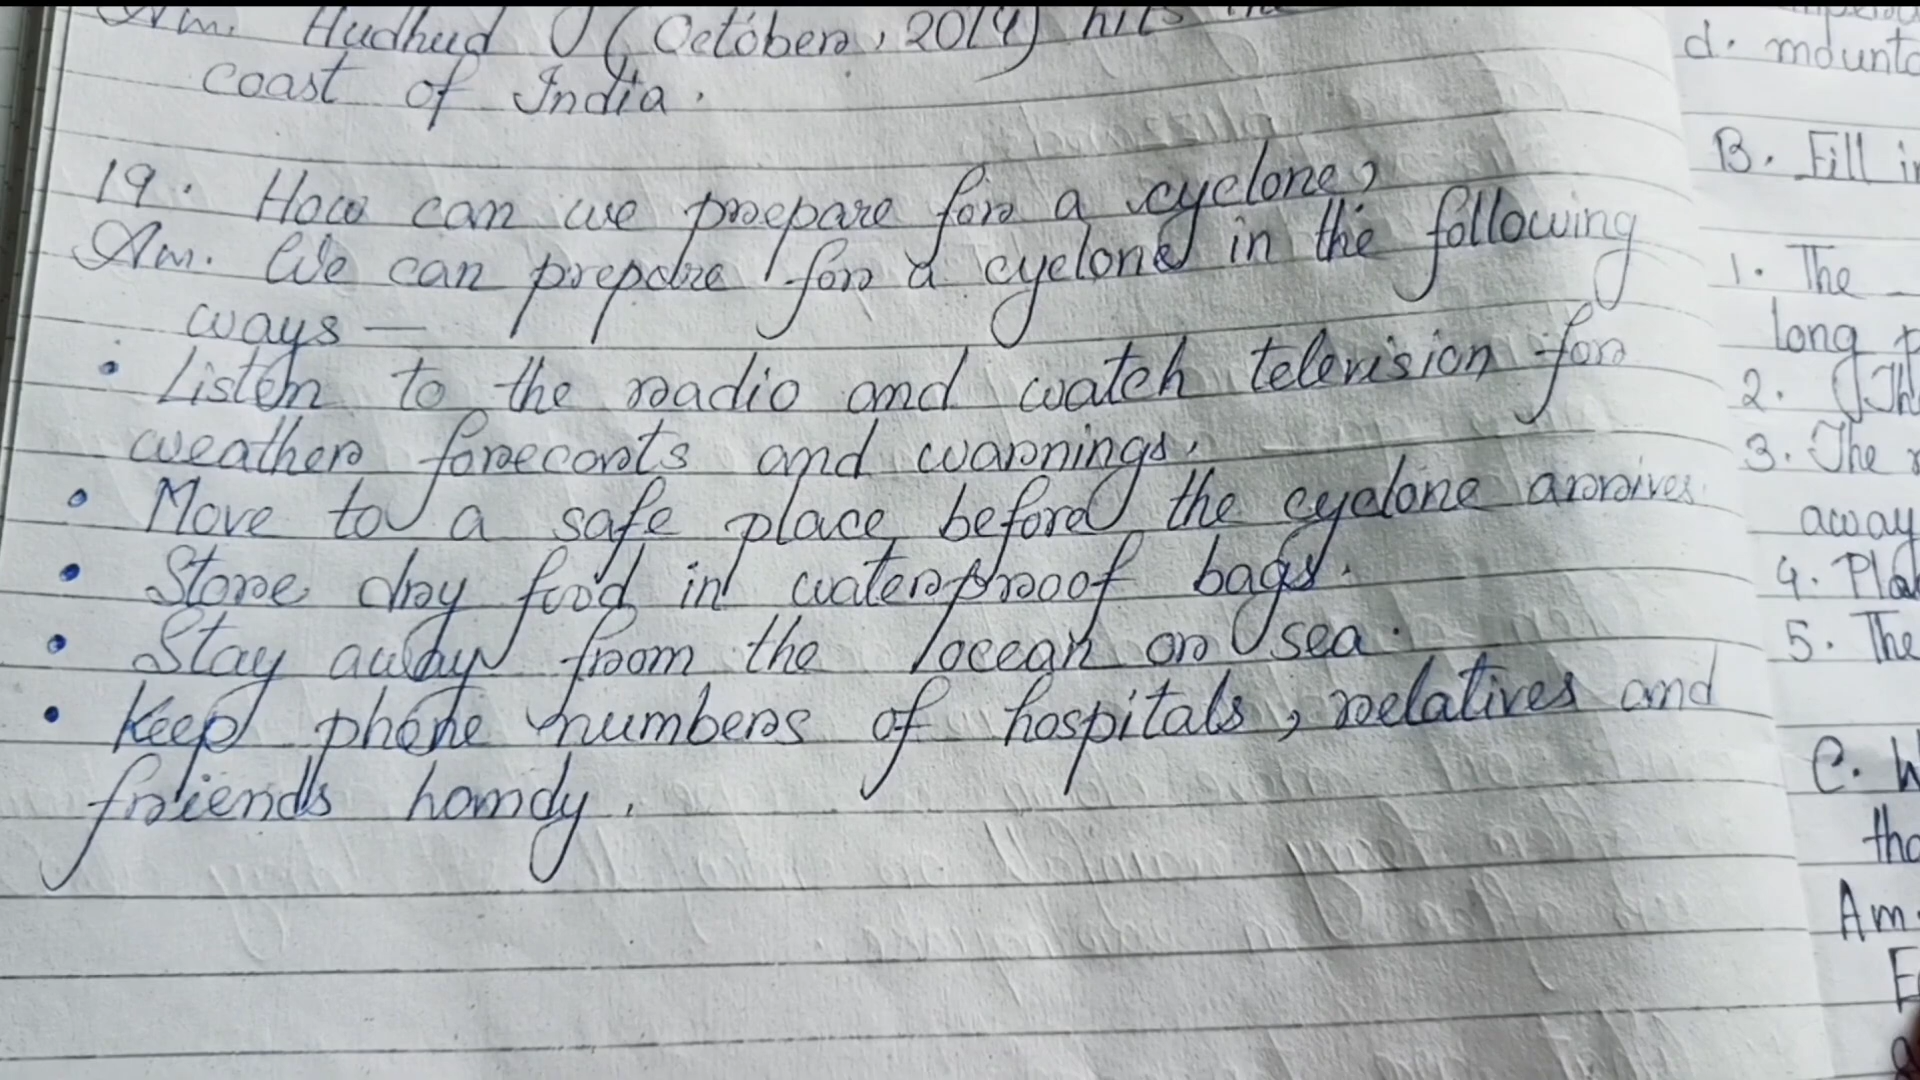 Ans. Hudhud (October, 2014) hits the
coast of India.
19. How can we prepare for a cyclone?
Ans. We can prepare for a cyclone in the following
ways —
• Listen to the radio and watch television for
weather forecasts and warnings.
• Move to a safe place before the cyclone arrives
• Store dry food in waterproof bags.
• Stay away from the ocean or sea.
• Keep phone numbers of hospitals, relatives and
friends handy.
d.
B. Fill
1. The
long
2.
3. The
away
4.
5. The
C.
Ans.